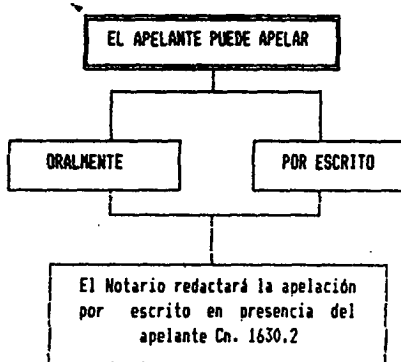 EL APELANTE PUEDE APELAR
ORALMENTE
POR ESCRITO
El Notario redactará la apelación
por escrito en presencia del
apelante Cn. 1630.2